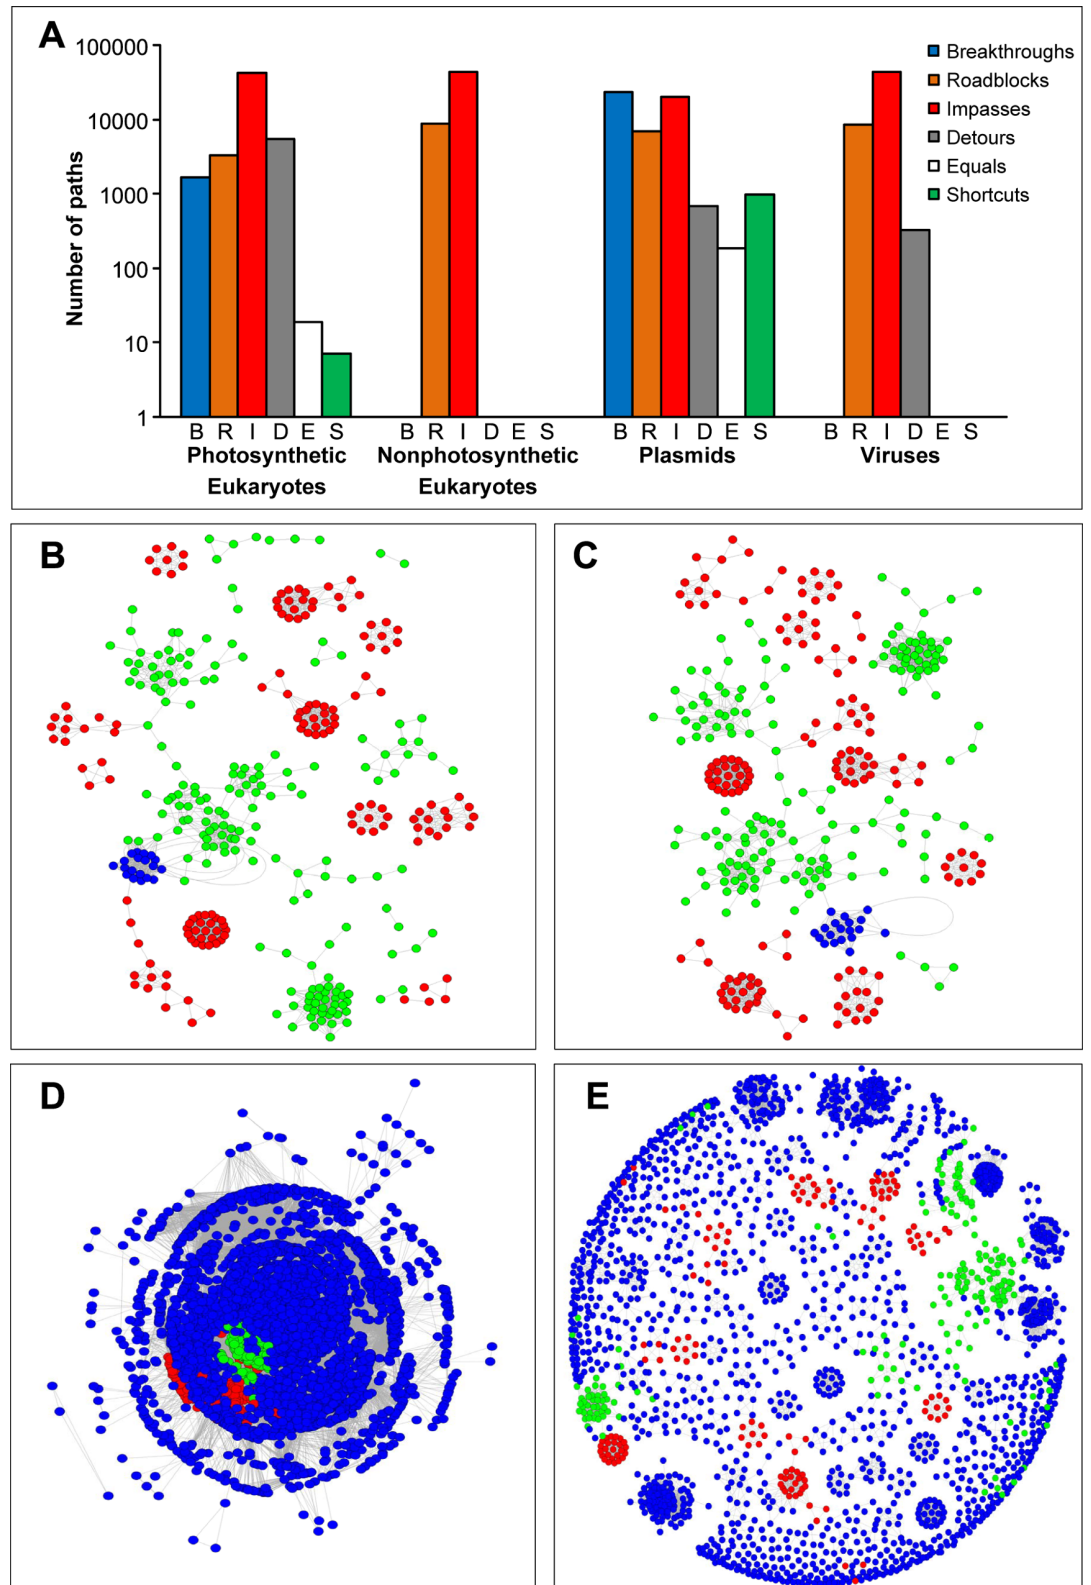 A
100000
10000
1000
100
10
1
Number of paths
Breakthroughs
Roadblocks
Impasses
Detours
Equals
Shortcuts
B R I D E S B R I D E S B R I D E S B R I D E S
Photosynthetic Nonphotosynthetic Plasmids Viruses
Eukaryotes Eukaryotes
B
C
D
E